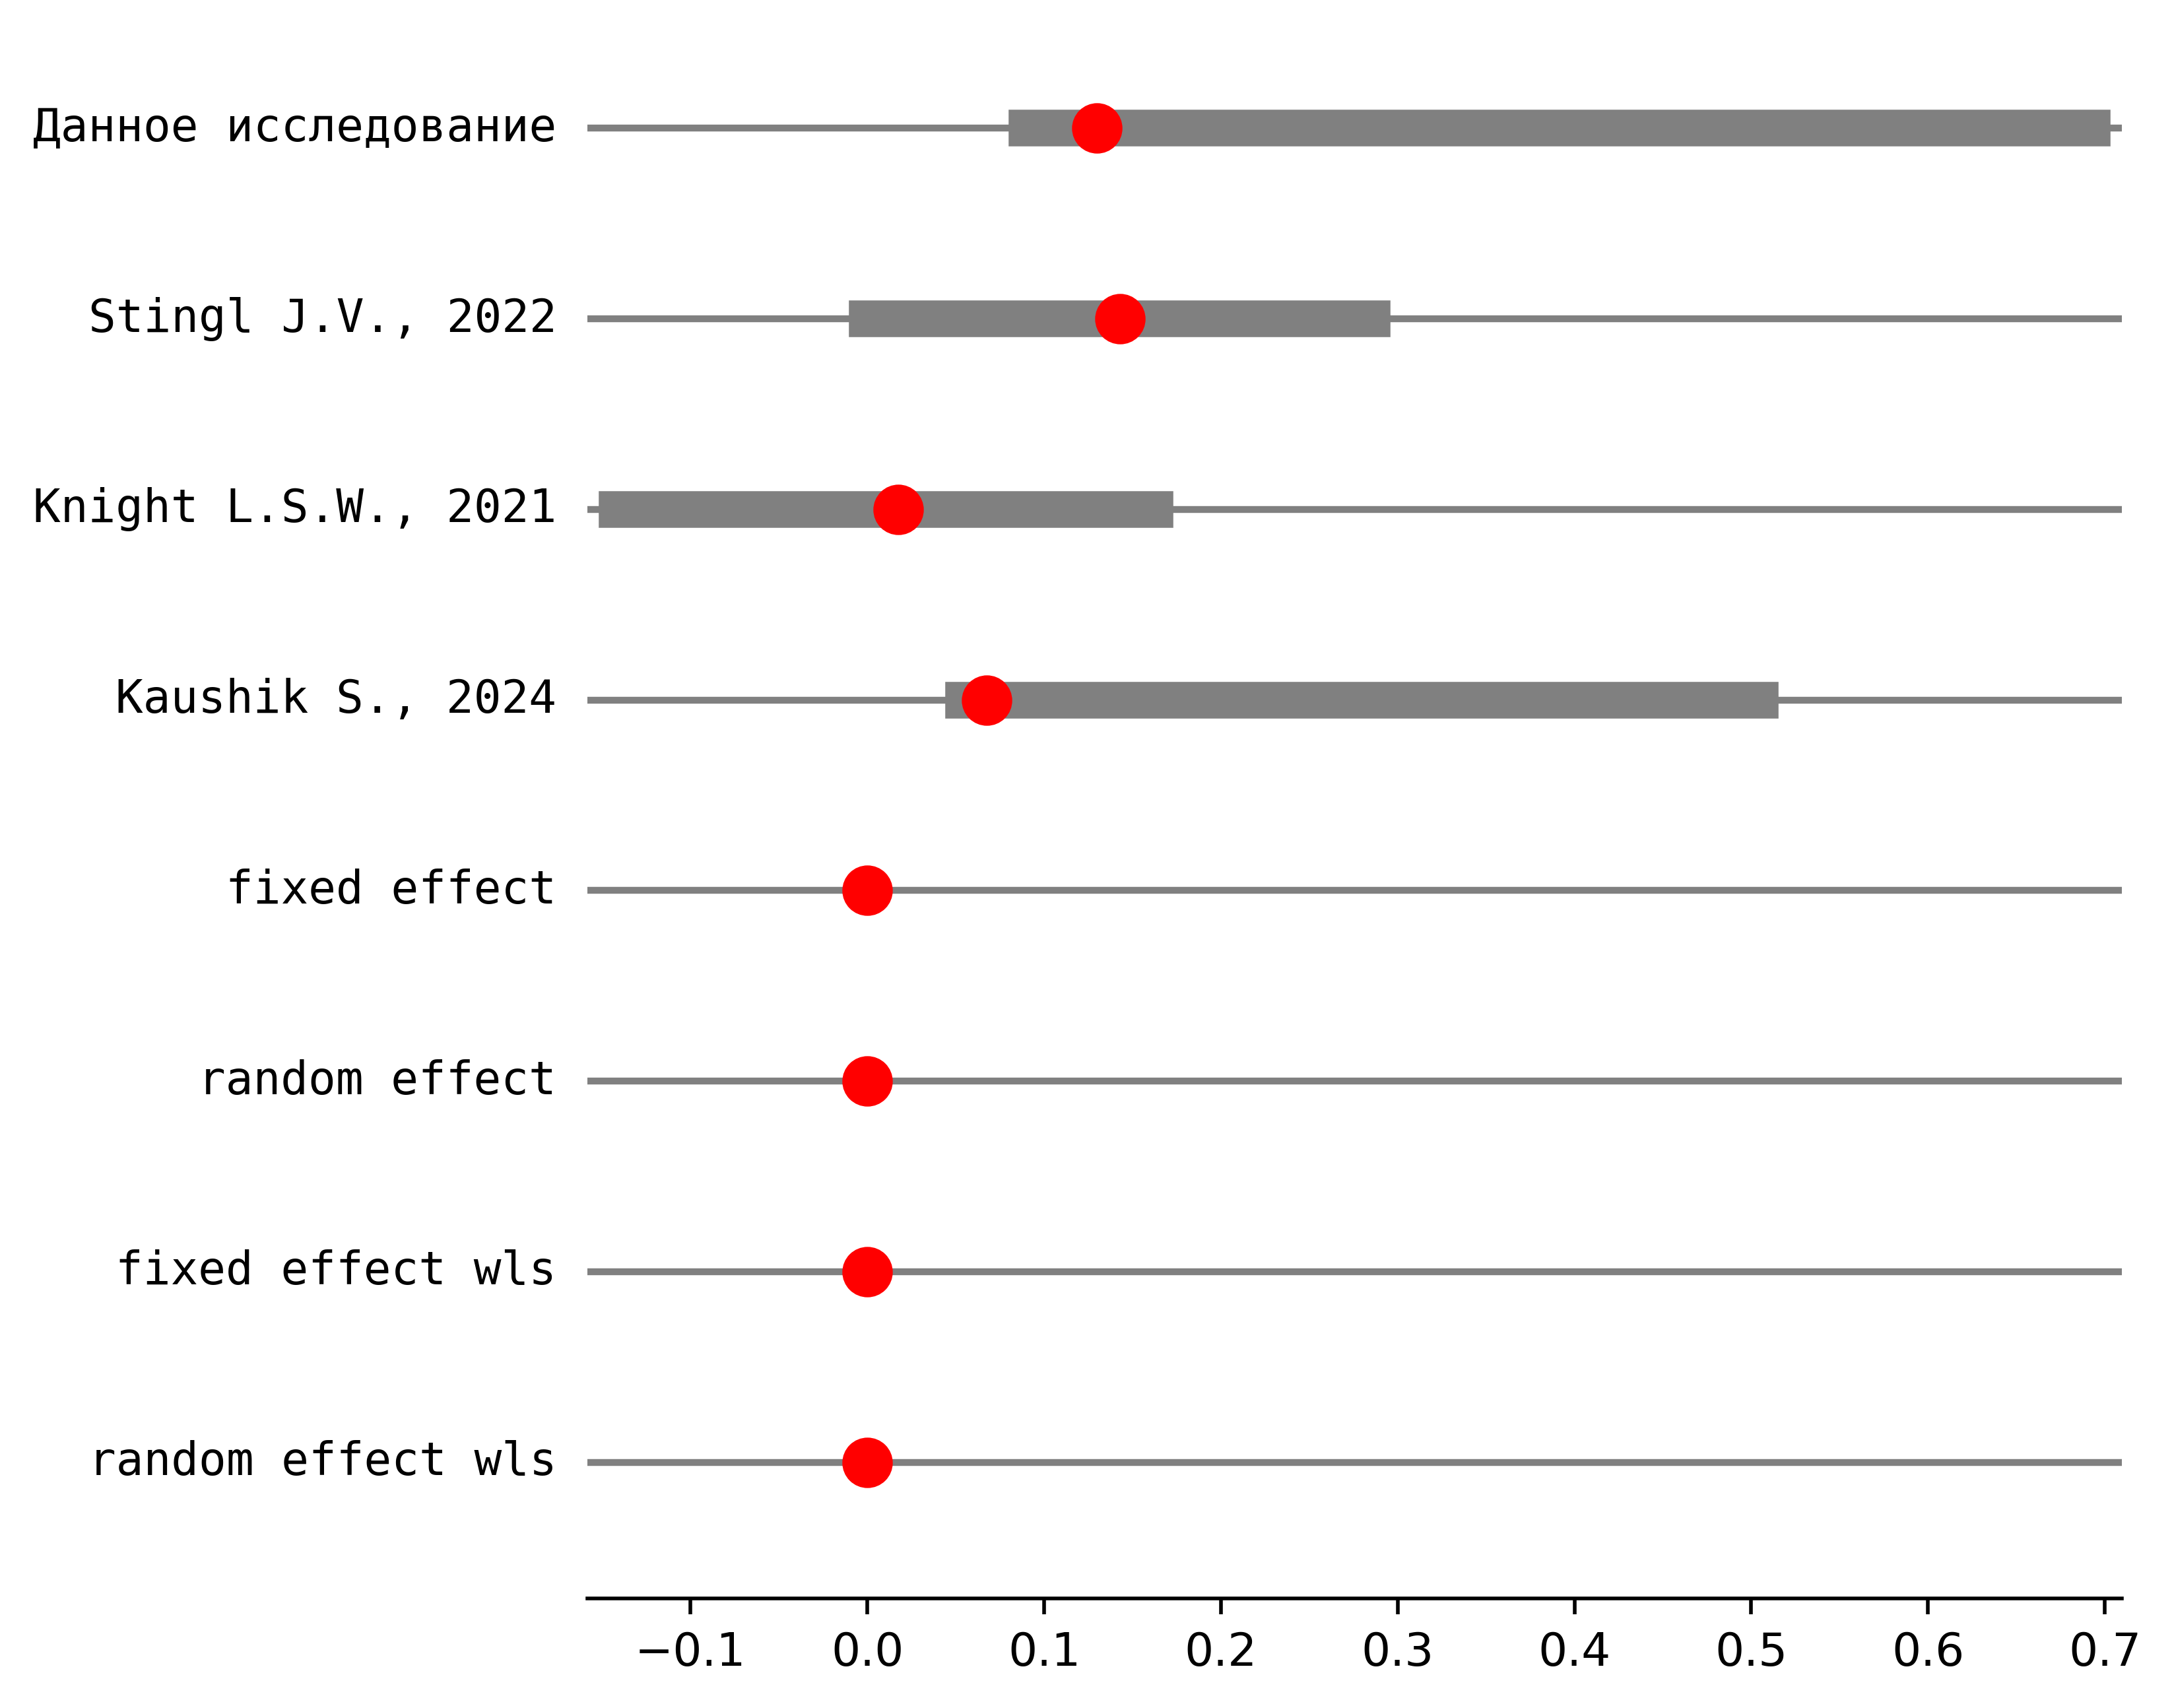 Данное исследование
Stingl J.V., 2022
Knight L.S.W., 2021
Kaushik S., 2024
fixed effect
random effect
fixed effect wls
random effect wls
−0.1 0.0 0.1 0.2 0.3 0.4 0.5 0.6 0.7